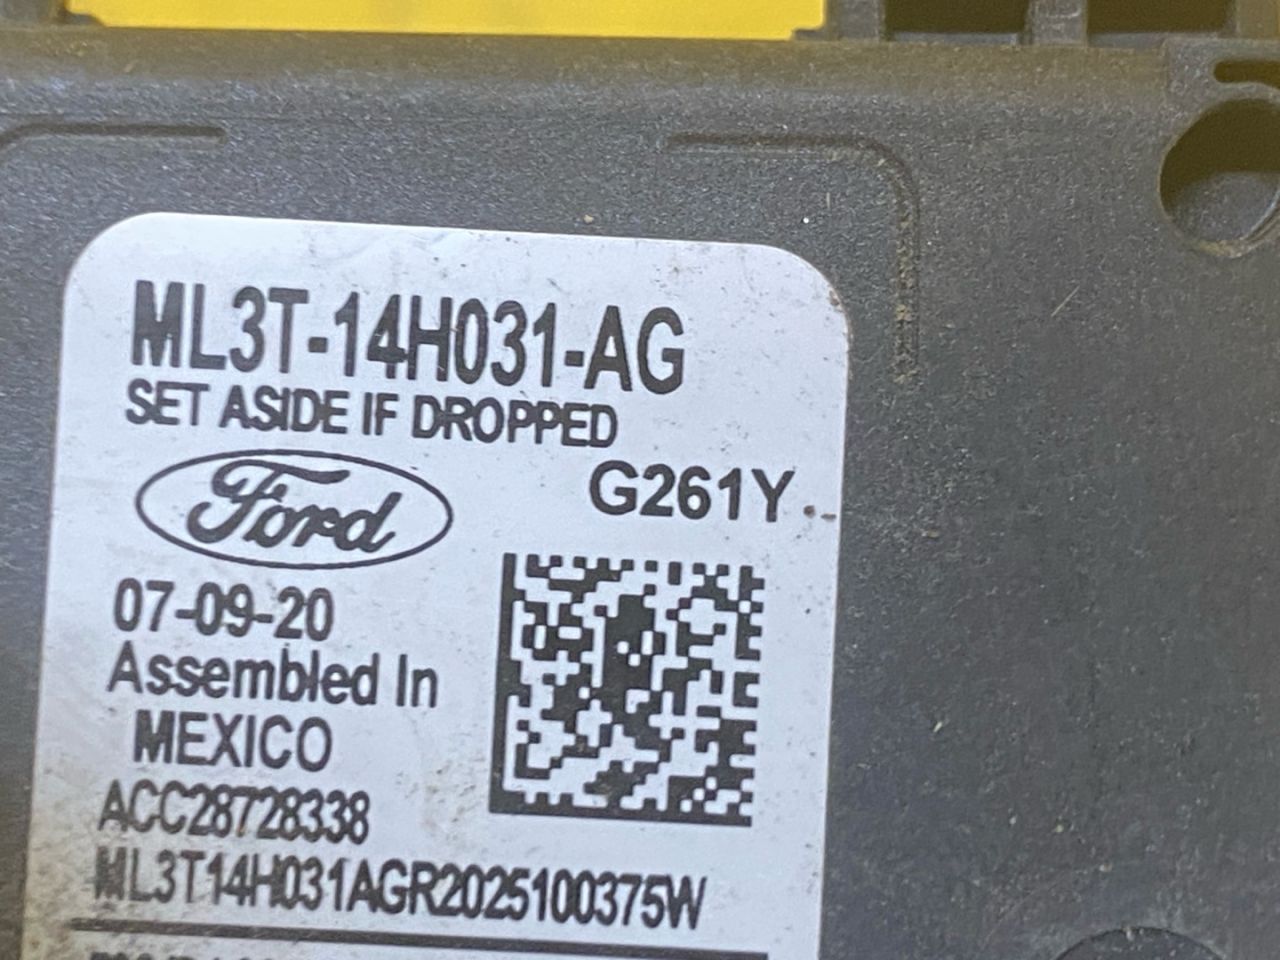 ML3T-14H031-AG
SET ASIDE IF DROPPED
Ford
G261Y
07-09-20
Assembled In
MEXICO
ACC28728338
ML3T14H031AGR2025100375W